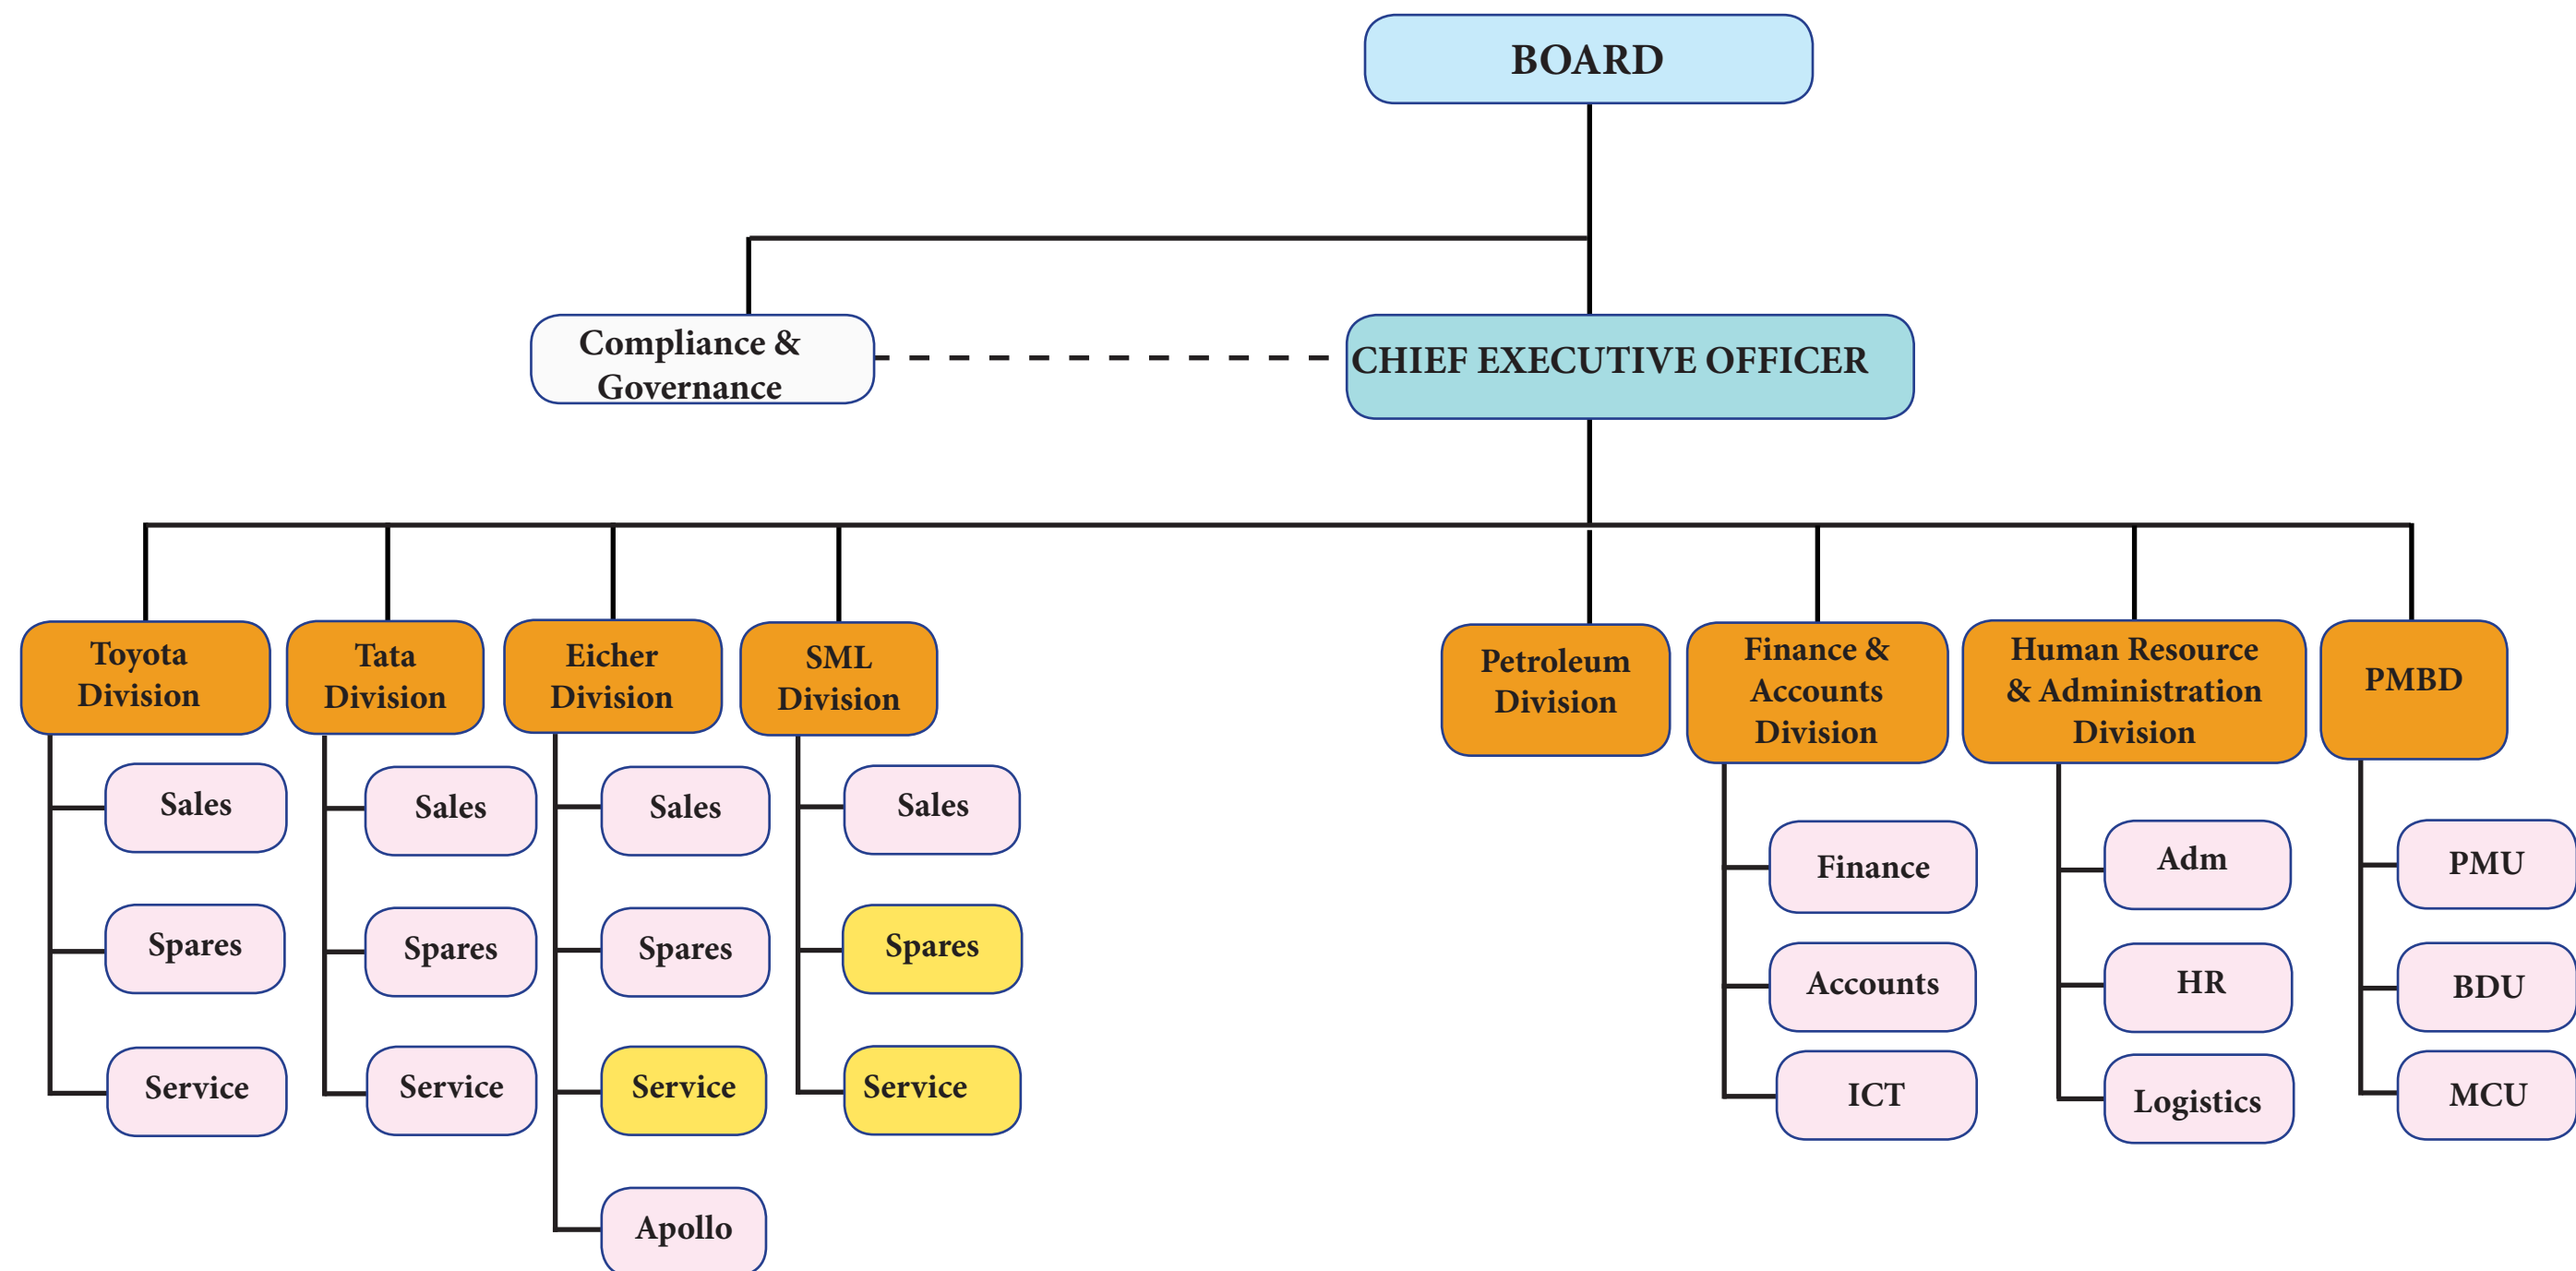 BOARD
Compliance &
Governance
CHIEF EXECUTIVE OFFICER
Toyota
Division
Tata
Division
Eicher
Division
SML
Division
Petroleum
Division
Finance &
Accounts
Division
Human Resource
& Administration
Division
PMBD
Sales
Spares
Service
Sales
Spares
Service
Sales
Spares
Service
Apollo
Sales
Spares
Service
Finance
Accounts
ICT
Adm
HR
Logistics
PMU
BDU
MCU